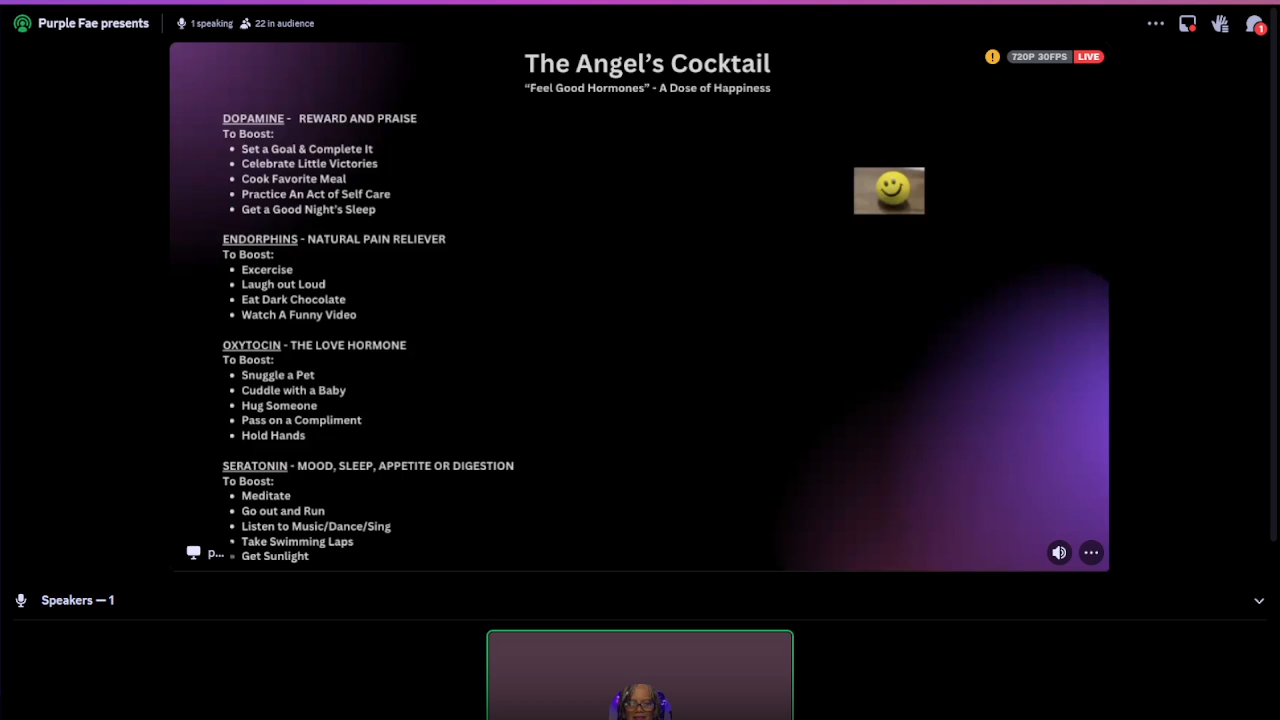 Purple Fae presents
1 speaking
22 in audience
1
The Angel's Cocktail
720P 30FPS
LIVE
"Feel Good Hormones" - A Dose of Happiness
DOPAMINE - REWARD AND PRAISE
To Boost:
• Set a Goal & Complete It
• Celebrate Little Victories
• Cook Favorite Meal
• Practice An Act of Self Care
• Get a Good Night's Sleep
ENDORPHINS - NATURAL PAIN RELIEVER
To Boost:
• Excercise
• Laugh out Loud
• Eat Dark Chocolate
• Watch A Funny Video
OXYTOCIN - THE LOVE HORMONE
To Boost:
• Snuggle a Pet
• Cuddle with a Baby
• Hug Someone
• Pass on a Compliment
• Hold Hands
SERATONIN - MOOD, SLEEP, APPETITE OR DIGESTION
To Boost:
• Meditate
• Go out and Run
• Listen to Music/Dance/Sing
• Take Swimming Laps
• Get Sunlight
p...
Speakers — 1